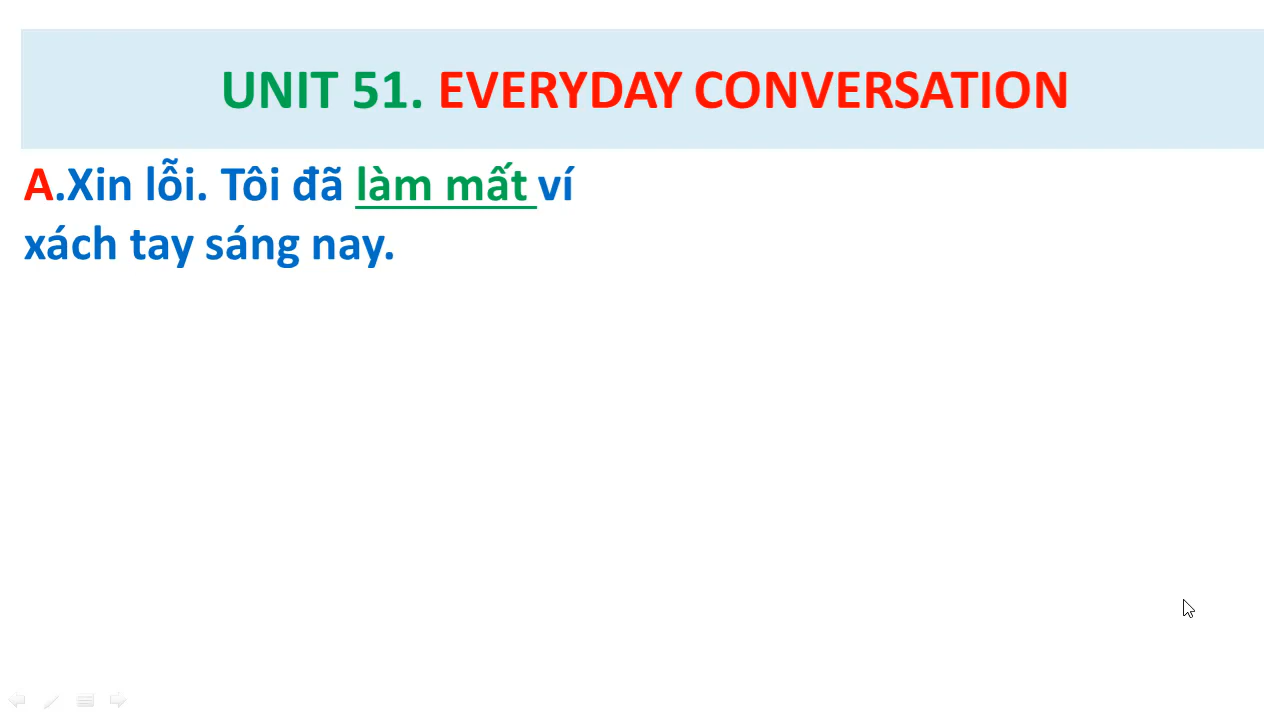 UNIT 51. EVERYDAY CONVERSATION
A.Xin lỗi. Tôi đã làm mất ví
xách tay sáng nay.